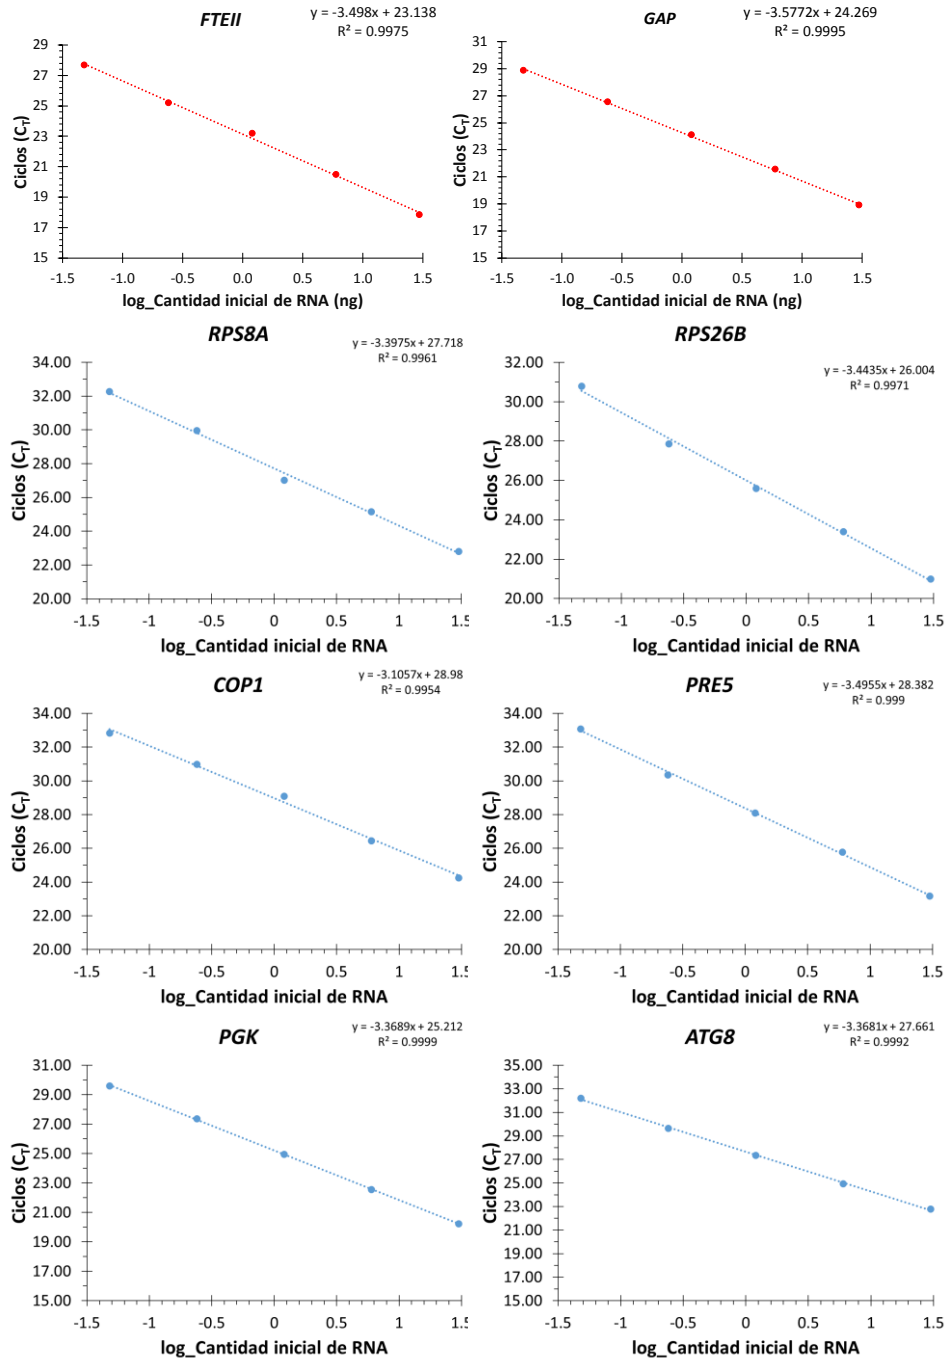 FTEII
y = -3.498x + 23.138
R² = 0.9975
29
27
25
23
21
19
17
15
Ciclos (C_T)
-1.5 -1.0 -0.5 0.0 0.5 1.0 1.5
log_Cantidad inicial de RNA (ng)
GAP
y = -3.5772x + 24.269
R² = 0.9995
31
29
27
25
23
21
19
17
15
Ciclos (C_T)
-1.5 -1.0 -0.5 0.0 0.5 1.0 1.5
log_Cantidad inicial de RNA (ng)
RPS8A
y = -3.3975x + 27.718
R² = 0.9961
34.00
32.00
30.00
28.00
26.00
24.00
22.00
20.00
Ciclos (C_T)
-1.5 -1 -0.5 0 0.5 1 1.5
log_Cantidad inicial de RNA
RPS26B
y = -3.4435x + 26.004
R² = 0.9971
32.00
30.00
28.00
26.00
24.00
22.00
20.00
Ciclos (C_T)
-1.5 -1 -0.5 0 0.5 1 1.5
log_Cantidad inicial de RNA
COP1
y = -3.1057x + 28.98
R² = 0.9954
34.00
32.00
30.00
28.00
26.00
24.00
22.00
20.00
Ciclos (C_T)
-1.5 -1 -0.5 0 0.5 1 1.5
log_Cantidad inicial de RNA
PRE5
y = -3.4955x + 28.382
R² = 0.999
34.00
32.00
30.00
28.00
26.00
24.00
22.00
20.00
Ciclos (C_T)
-1.5 -1 -0.5 0 0.5 1 1.5
log_Cantidad inicial de RNA
PGK
y = -3.3689x + 25.212
R² = 0.9999
31.00
29.00
27.00
25.00
23.00
21.00
19.00
17.00
15.00
Ciclos (C_T)
-1.5 -1 -0.5 0 0.5 1 1.5
log_Cantidad inicial de RNA
ATG8
y = -3.3681x + 27.661
R² = 0.9992
35.00
33.00
31.00
29.00
27.00
25.00
23.00
21.00
19.00
17.00
15.00
Ciclos (C_T)
-1.5 -1 -0.5 0 0.5 1 1.5
log_Cantidad inicial de RNA